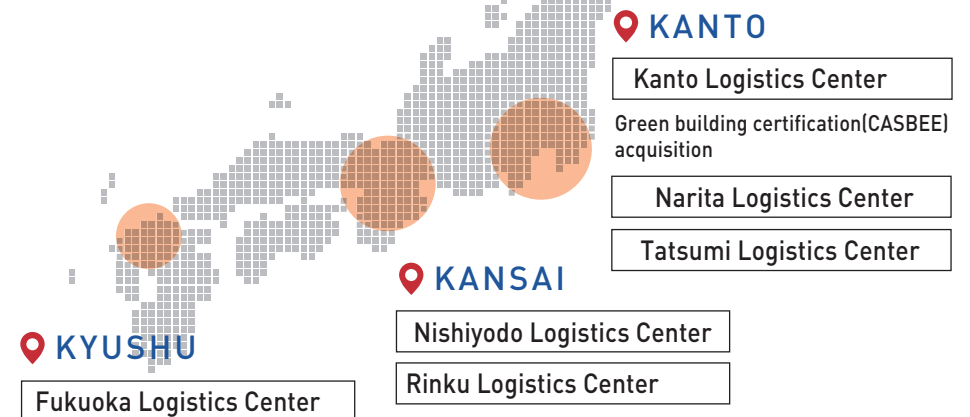 KANTO
Kanto Logistics Center
Green building certification(CASBEE)
acquisition
Narita Logistics Center
Tatsumi Logistics Center
KANSAI
Nishiyodo Logistics Center
Rinku Logistics Center
KYUSHU
Fukuoka Logistics Center